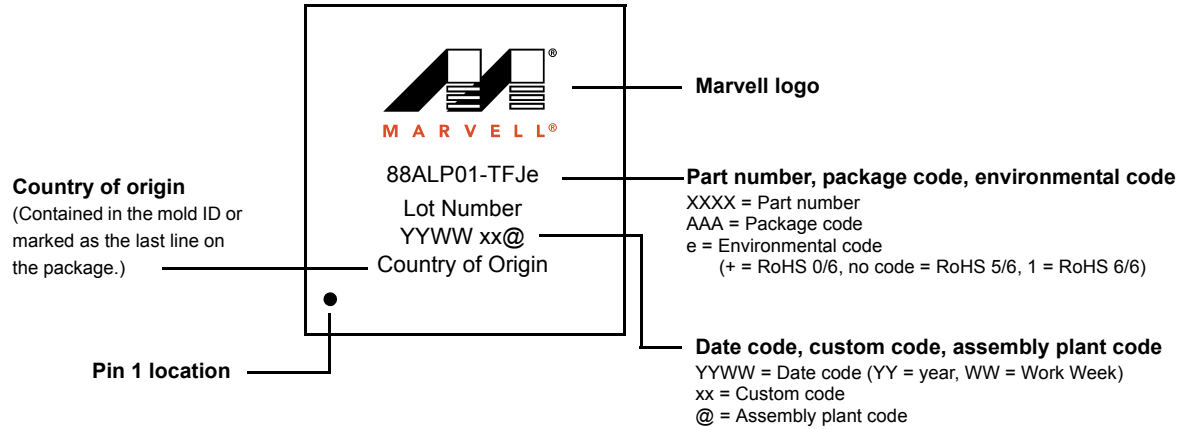 ®
MARVELL®
88ALP01-TFJe
Lot Number
YYWW xx@
Country of Origin
Marvell logo
Country of origin
(Contained in the mold ID or
marked as the last line on
the package.)
Part number, package code, environmental code
XXXX = Part number
AAA = Package code
e = Environmental code
(+ = RoHS 0/6, no code = RoHS 5/6, 1 = RoHS 6/6)
Pin 1 location
Date code, custom code, assembly plant code
YYWW = Date code (YY = year, WW = Work Week)
xx = Custom code
@ = Assembly plant code